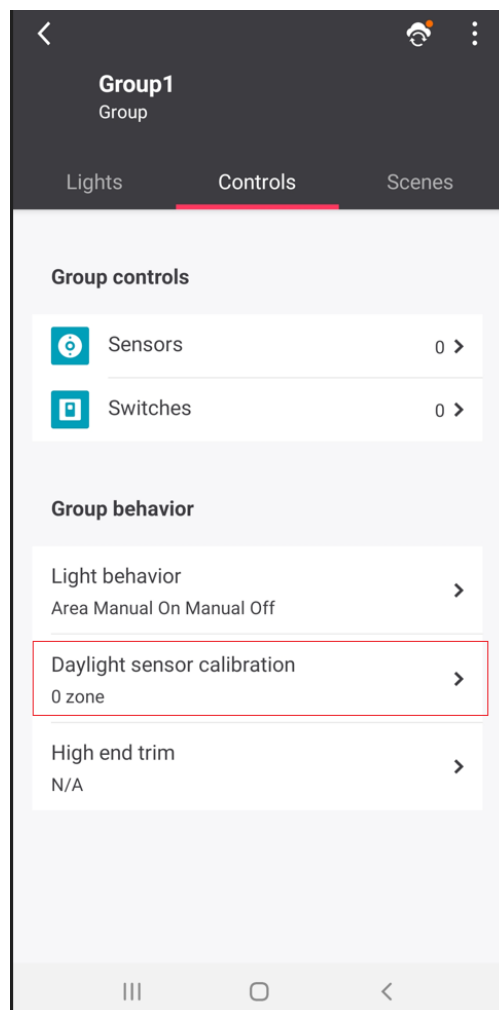 Group1
Group
Lights Controls Scenes
Group controls
Sensors 0
Switches 0
Group behavior
Light behavior
Area Manual On Manual Off
Daylight sensor calibration
0 zone
High end trim
N/A